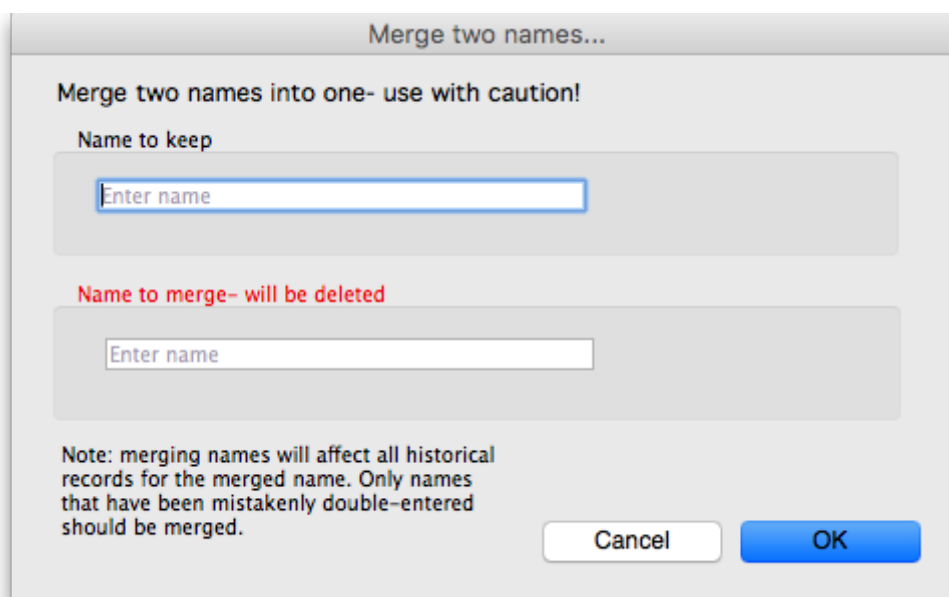 Merge two names...
Merge two names into one- use with caution!
Name to keep
Enter name
Name to merge- will be deleted
Enter name
Note: merging names will affect all historical
records for the merged name. Only names
that have been mistakenly double-entered
should be merged.
Cancel OK